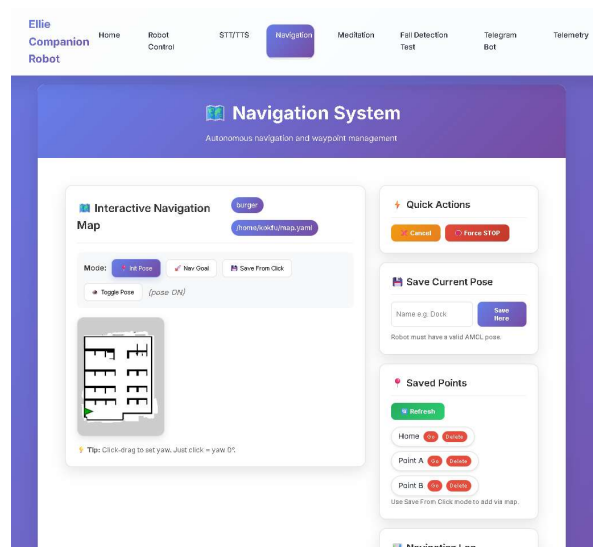 Ellie
Companion
Robot
Home
Robot
Control
STT/TTS
Navigation
Meditation
Fall Detection
Test
Telegram
Bot
Telemetry
Navigation System
Autonomous navigation and waypoint management
Interactive Navigation
Map
burger
/home/kokfu/map.yaml
Mode:
Init Pose
Nav Goal
Save From Click
Toggle Pose
(pose ON)
Tip: Click-drag to set yaw. Just click = yaw 0°.
Quick Actions
Cancel
Force STOP
Save Current Pose
Name e.g. Dock
Save
Here
Robot must have a valid AMCL pose.
Saved Points
Refresh
Home Go Delete
Point A Go Delete
Point B Go Delete
Use Save From Click mode to add via map.
Navigation Log